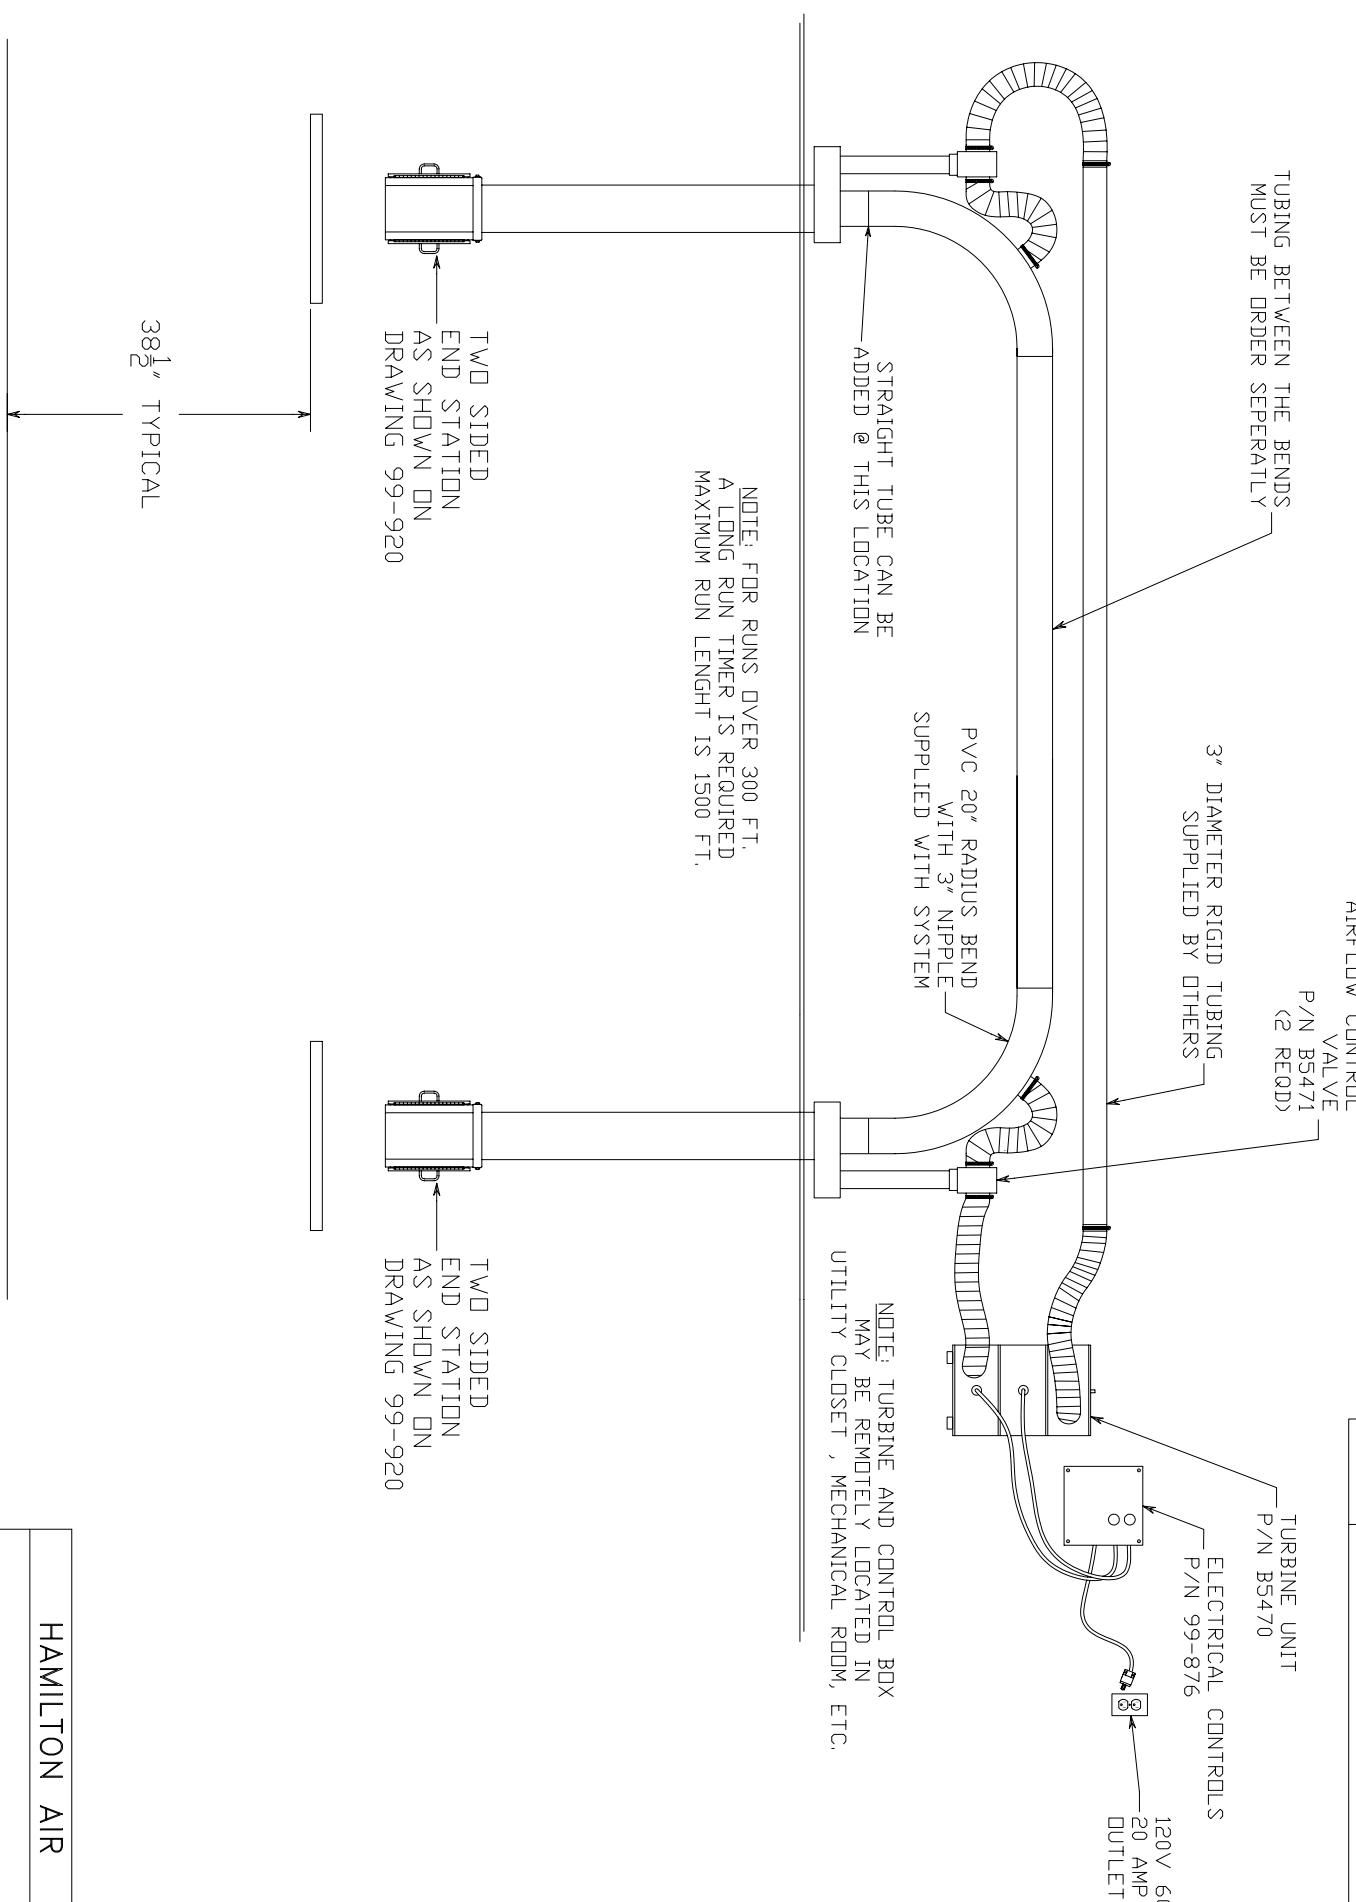 AIRFLOW CONTROL
VALVE
P/N B5471
(2 REQD)
TUBING BETWEEN THE BENDS
MUST BE ORDER SEPERATLY
3" DIAMETER RIGID TUBING
SUPPLIED BY OTHERS
TURBINE UNIT
P/N B5470
ELECTRICAL CONTROLS
P/N 99-876
120V
20 AMP
OUTLET
PVC 20" RADIUS BEND
WITH 3" NIPPLE
SUPPLIED WITH SYSTEM
STRAIGHT TUBE CAN BE
ADDED @ THIS LOCATION
NOTE: TURBINE AND CONTROL BOX
MAY BE REMOTELY LOCATED IN
UTILITY CLOSET , MECHANICAL ROOM, ETC.
NOTE: FOR RUNS OVER 300 FT.
A LONG RUN TIMER IS REQUIRED
MAXIMUM RUN LENGHT IS 1500 FT.
TWO SIDED
END STATION
AS SHOWN ON
DRAWING 99-920
TWO SIDED
END STATION
AS SHOWN ON
DRAWING 99-920
38 1/2" TYPICAL
HAMILTON AIR